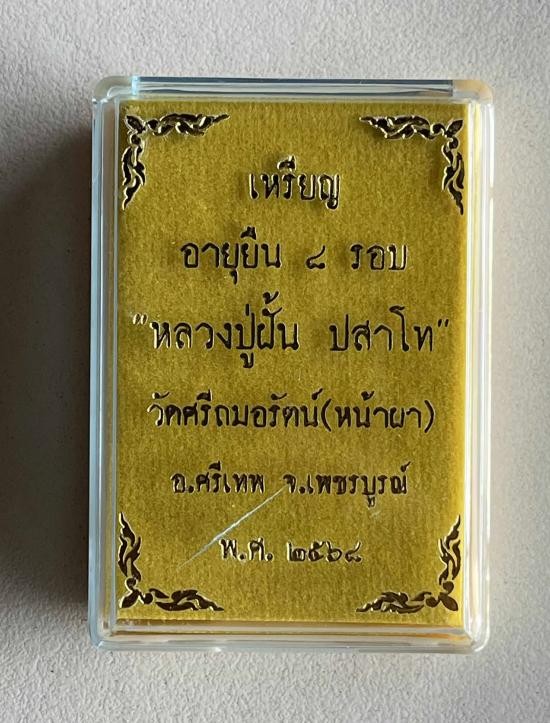 เหรียญ
อายุยืน ๘ รอบ
"หลวงปู่ฝั้น ปสาโท"
วัดศรีถมอรัตน์(หน้าผา)
อ.ศรีเทพ จ.เพชรบูรณ์
พ.ศ. ๒๕๖๘